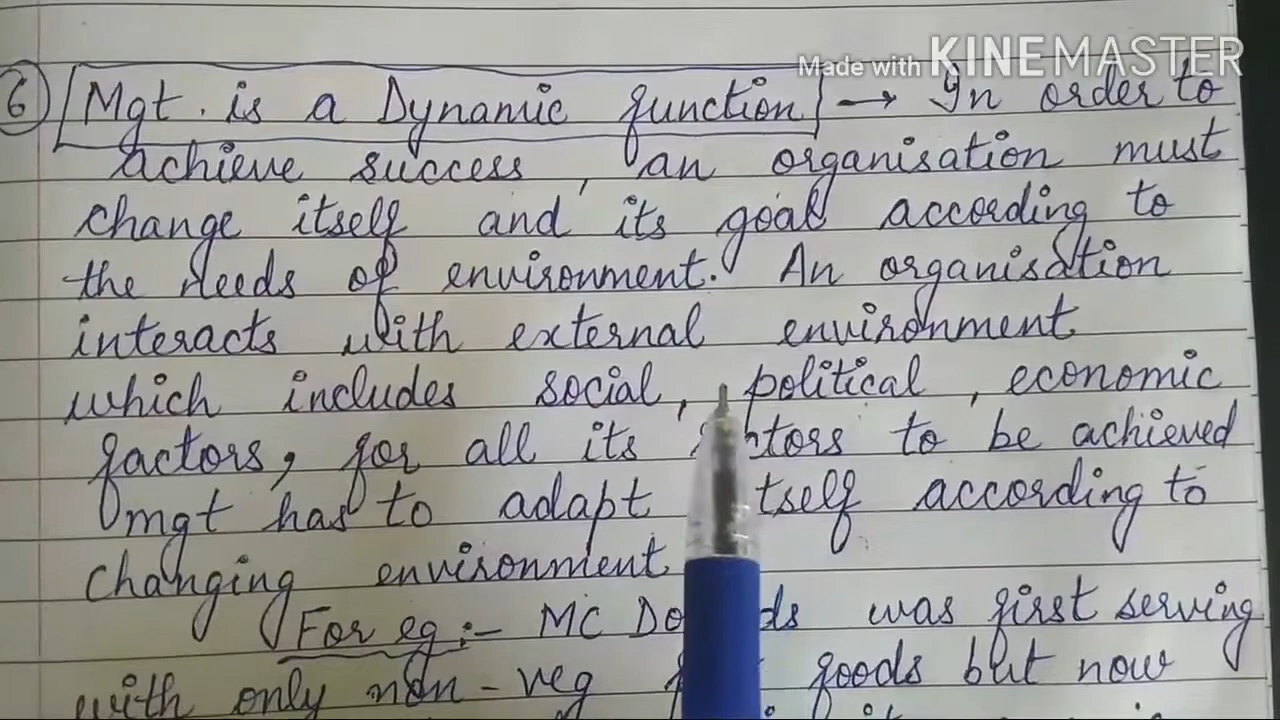 Made with KINEMASTER
6 Mgt. is a Dynamic function → In order to
achieve success, an organisation must
change itself and its goal according to
the needs of environment. An organisation
interacts with external environment
which includes social, political, economic
factors, for all its to be achieved
mgt has to adapt tself according to
changing environment
For eg :- MC Do ds was first serving
with only non-veg goods but now